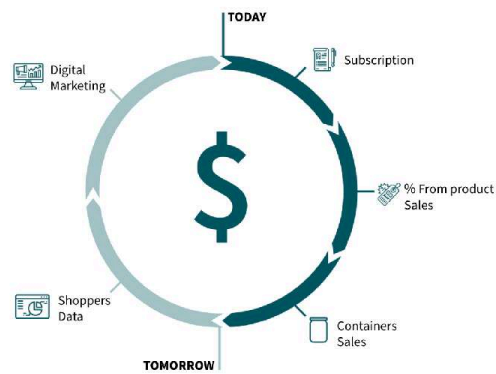 TODAY
Subscription
% From product
Sales
Containers
Sales
TOMORROW
Shoppers
Data
Digital
Marketing
$